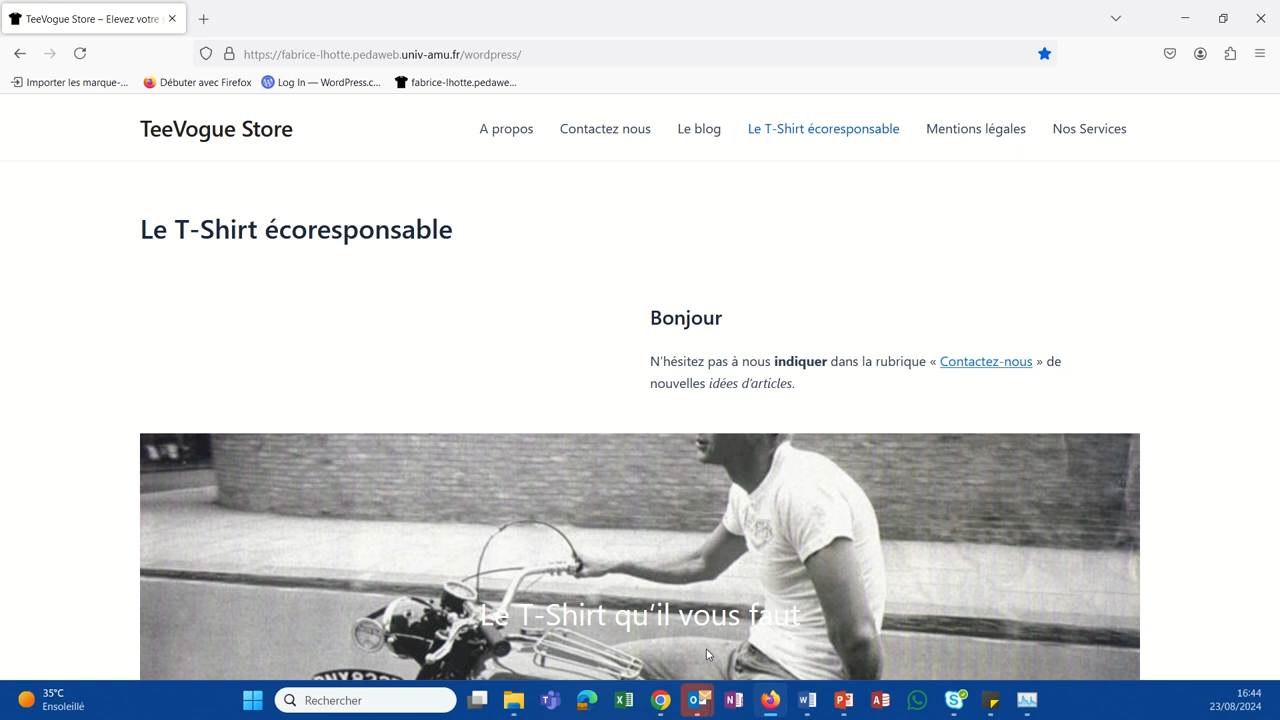 TeeVogue Store – Elevez votre s
https://fabrice-lhotte.pedaweb.univ-amu.fr/wordpress/
Importer les marque-... Débuter avec Firefox Log In — WordPress.c... fabrice-lhotte.pedawe...
TeeVogue Store
A propos Contactez nous Le blog Le T-Shirt écoresponsable Mentions légales Nos Services
Le T-Shirt écoresponsable
Bonjour
N'hésitez pas à nous indiquer dans la rubrique « Contactez-nous » de
nouvelles idées d'articles.
Le T-Shirt qu'il vous faut
35°C
Ensoleillé
Rechercher
16:44
23/08/2024